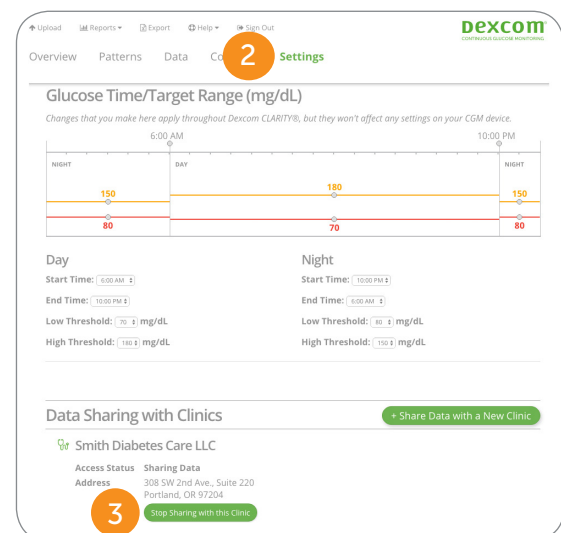 Upload Reports Export Help Sign Out
Dexcom
CONTINUOUS GLUCOSE MONITORING
Overview Patterns Data Co 2 Settings
Glucose Time/Target Range (mg/dL)
Changes that you make here apply throughout Dexcom CLARITY®, but they won't affect any settings on your CGM device.
6:00 AM 10:00 PM
NIGHT DAY NIGHT
150 180 150
80 70 80
Day Night
Start Time: 6:00 AM Start Time: 10:00 PM
End Time: 10:00 PM End Time: 6:00 AM
Low Threshold: 70 mg/dL Low Threshold: 80 mg/dL
High Threshold: 180 mg/dL High Threshold: 150 mg/dL
Data Sharing with Clinics + Share Data with a New Clinic
Smith Diabetes Care LLC
Access Status Sharing Data
Address 308 SW 2nd Ave., Suite 220
Portland, OR 97204
3 Stop Sharing with this Clinic